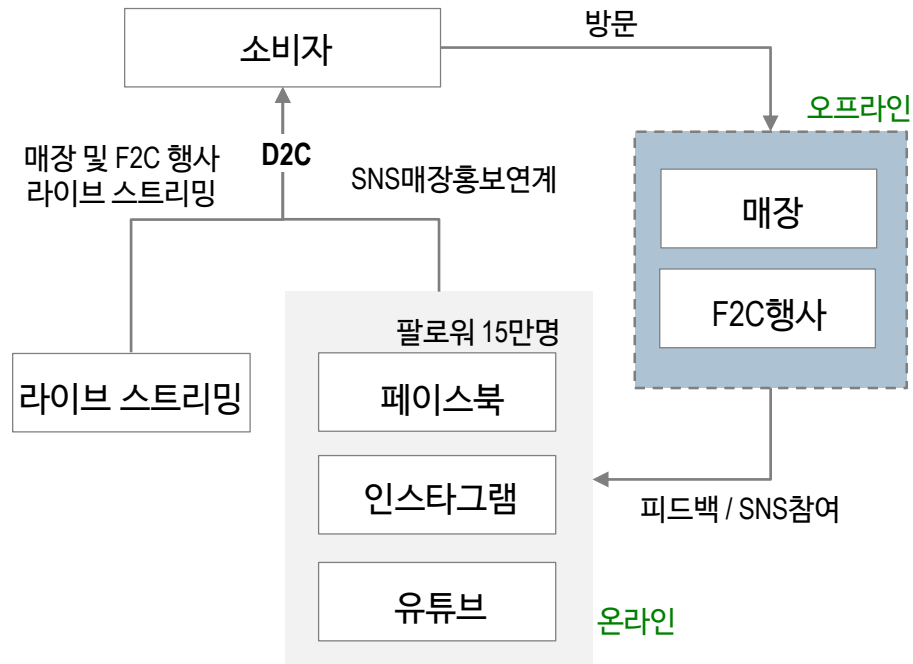 방문
소비자
오프라인
매장 및 F2C 행사
라이브 스트리밍
D2C
SNS매장홍보연계
매장
F2C행사
팔로워 15만명
라이브 스트리밍
페이스북
인스타그램
피드백 / SNS참여
유튜브
온라인